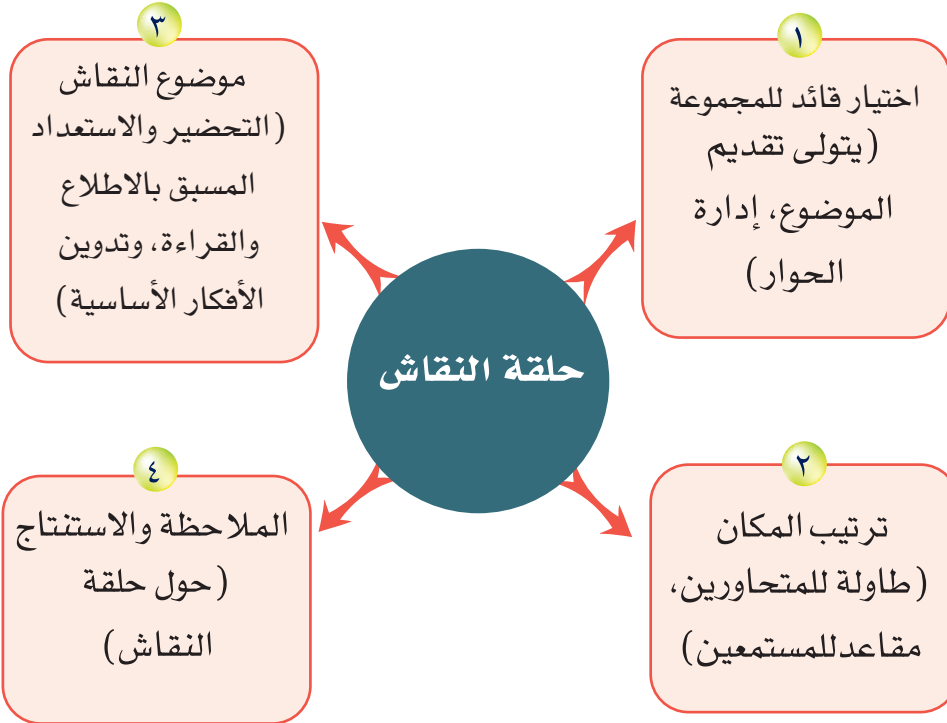 ١
اختيار قائد للمجموعة
(يتولى تقديم
الموضوع، إدارة
الحوار)
٢
ترتيب المكان
(طاولة للمتحاورين،
مقاعدللمستمعين)
٣
موضوع النقاش
(التحضير والاستعداد
المسبق بالاطلاع
والقراءة، وتدوين
الأفكار الأساسية)
٤
الملاحظة والاستنتاج
(حول حلقة
النقاش)
حلقة النقاش